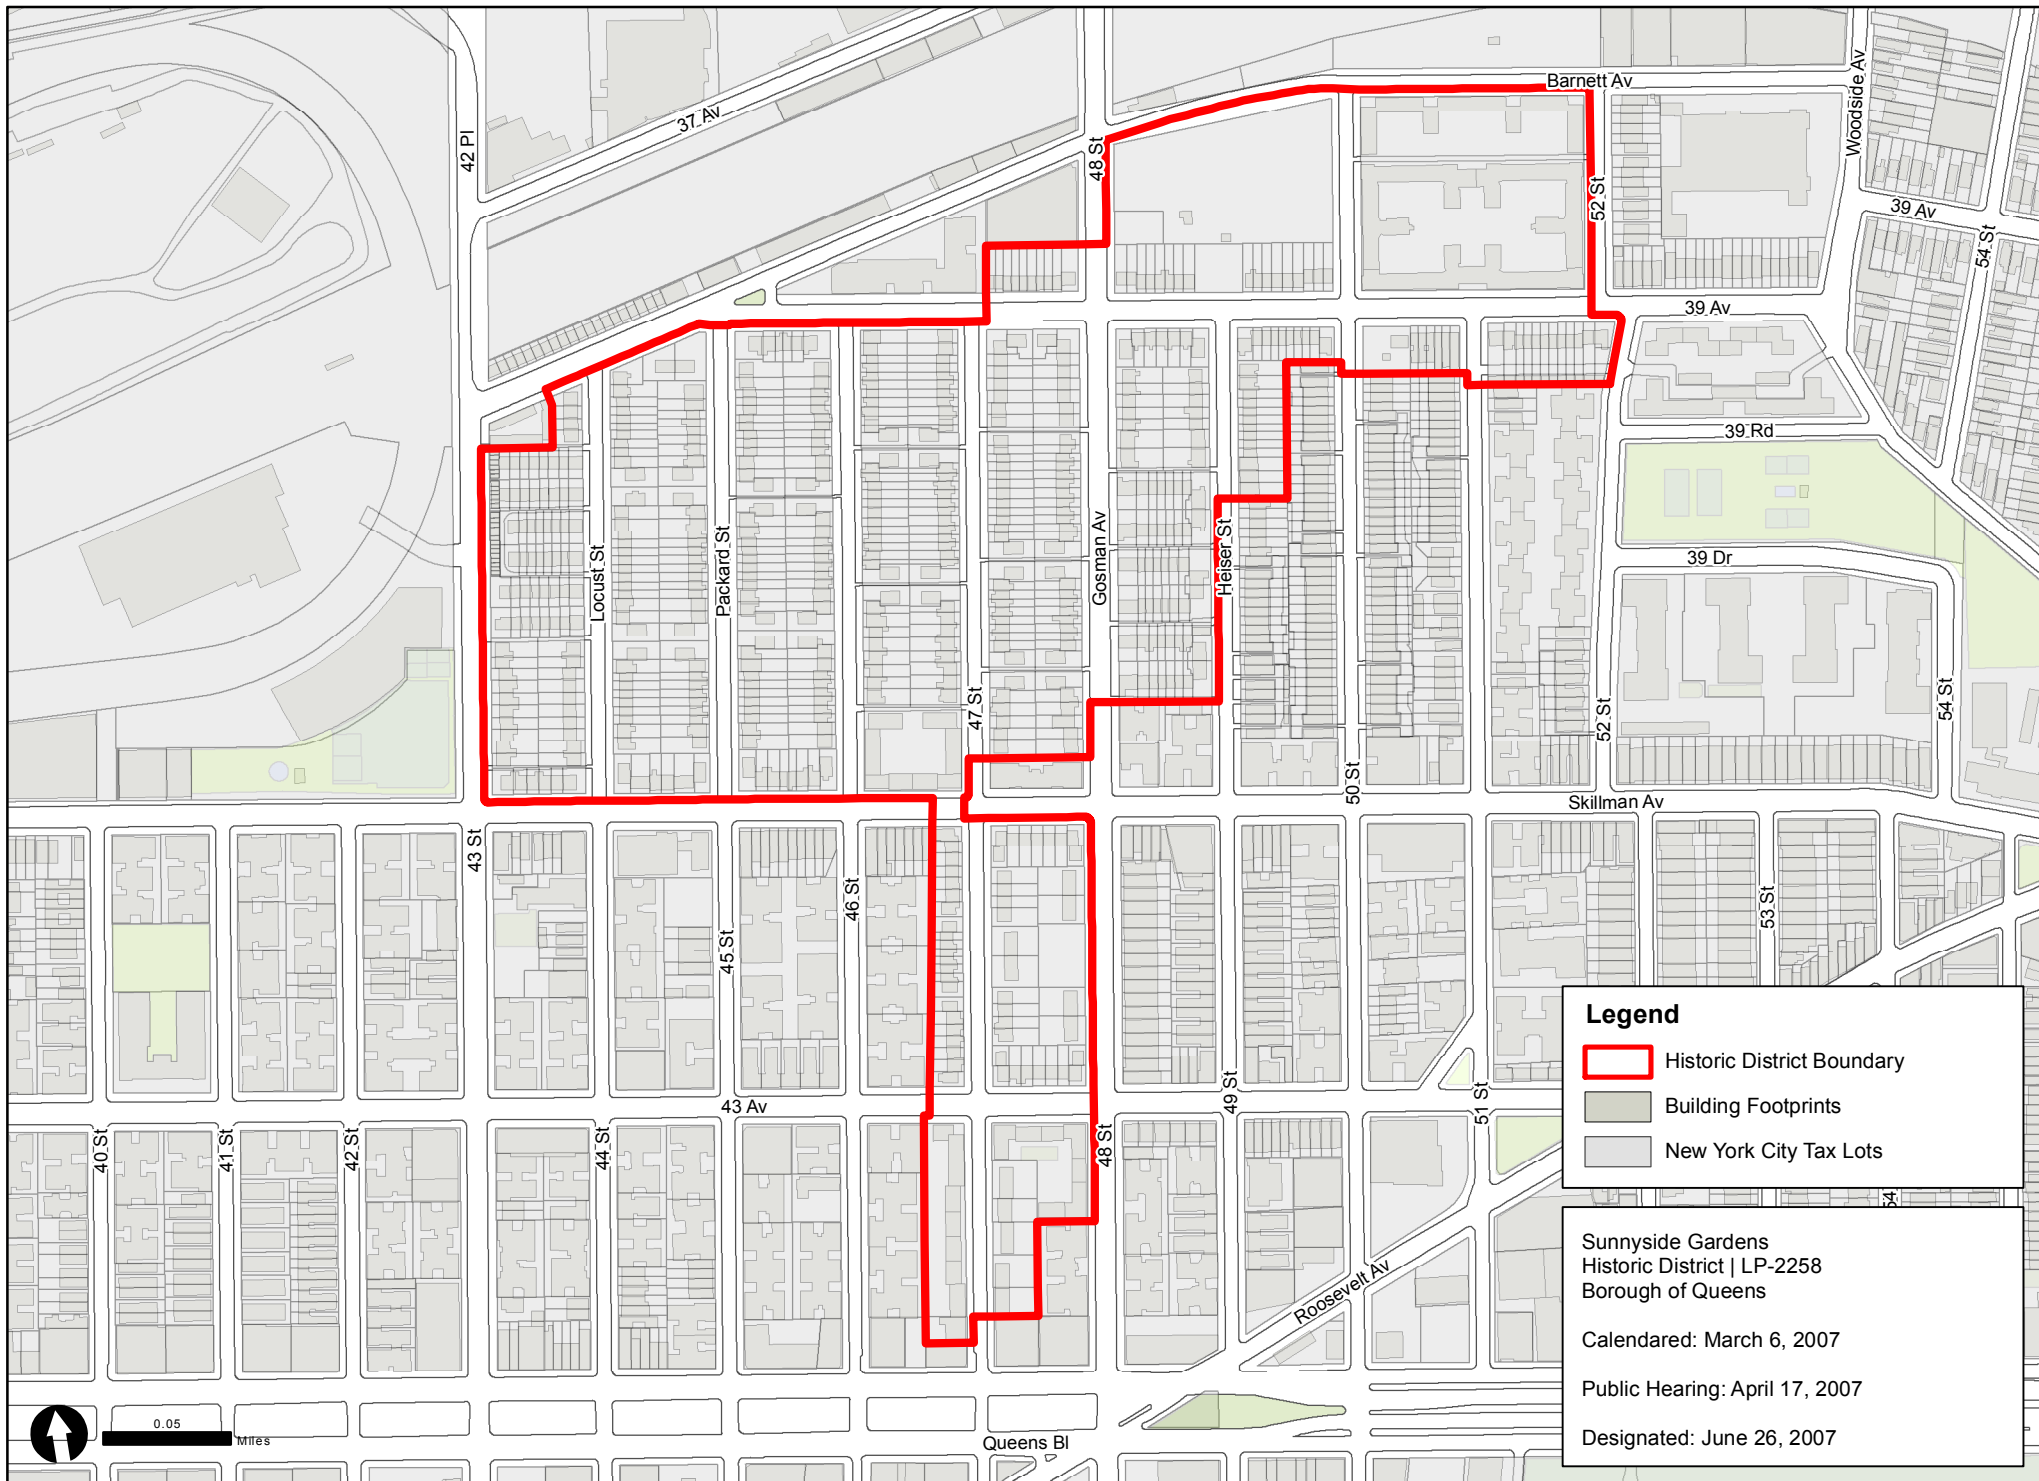 Barnett Av
Woodside Av
37 Av
42 Pl
48 St
52 St
39 Av
54 St
39 Av
39 Rd
Locust St
Packard St
Gosman Av
Heiser St
39 Dr
47 St
52 St
54 St
50 St
Skillman Av
43 St
46 St
45 St
53 St
43 Av
49 St
51 St
40 St
41 St
42 St
44 St
48 St
Roosevelt Av
Queens Bl
Legend
Historic District Boundary
Building Footprints
New York City Tax Lots
Sunnyside Gardens
Historic District | LP-2258
Borough of Queens
Calendared: March 6, 2007
Public Hearing: April 17, 2007
Designated: June 26, 2007
0.05
Miles